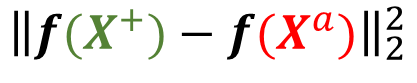 ‖f(X⁺) − f(Xᵃ)‖₂²